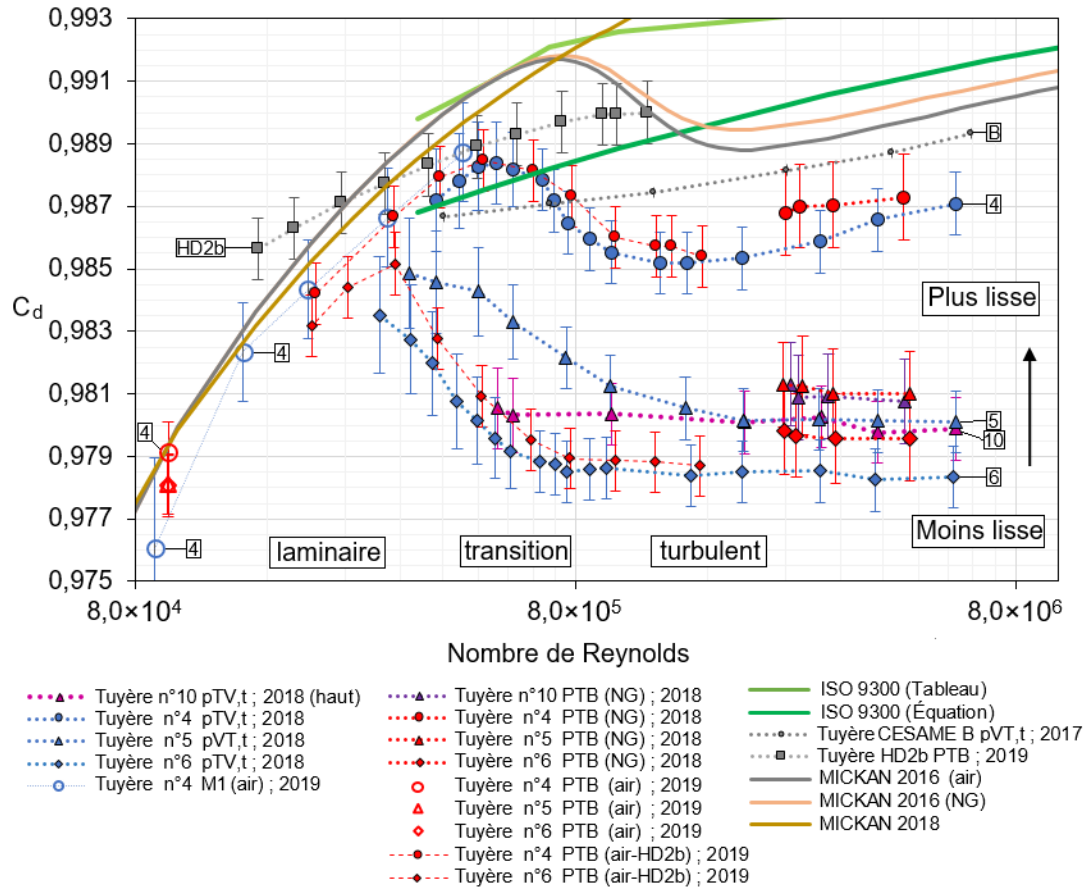 0,993
0,991
0,989
0,987
0,985
0,983
0,981
0,979
0,977
0,975
C_d
HD2b
B
4
Plus lisse
4
4
5
10
6
4
Moins lisse
laminaire
transition
turbulent
8,0×10⁴
8,0×10⁵
8,0×10⁶
Nombre de Reynolds
Tuyère n°10 pTV,t ; 2018 (haut)
Tuyère n°4 pTV,t ; 2018
Tuyère n°5 pVT,t ; 2018
Tuyère n°6 pTV,t ; 2018
Tuyère n°4 M1 (air) ; 2019
Tuyère n°10 PTB (NG) ; 2018
Tuyère n°4 PTB (NG) ; 2018
Tuyère n°5 PTB (NG) ; 2018
Tuyère n°6 PTB (NG) ; 2018
Tuyère n°4 PTB (air) ; 2019
Tuyère n°5 PTB (air) ; 2019
Tuyère n°6 PTB (air) ; 2019
Tuyère n°4 PTB (air-HD2b) ; 2019
Tuyère n°6 PTB (air-HD2b) ; 2019
ISO 9300 (Tableau)
ISO 9300 (Équation)
Tuyère CESAME B pVT,t ; 2017
Tuyère HD2b PTB ; 2019
MICKAN 2016 (air)
MICKAN 2016 (NG)
MICKAN 2018